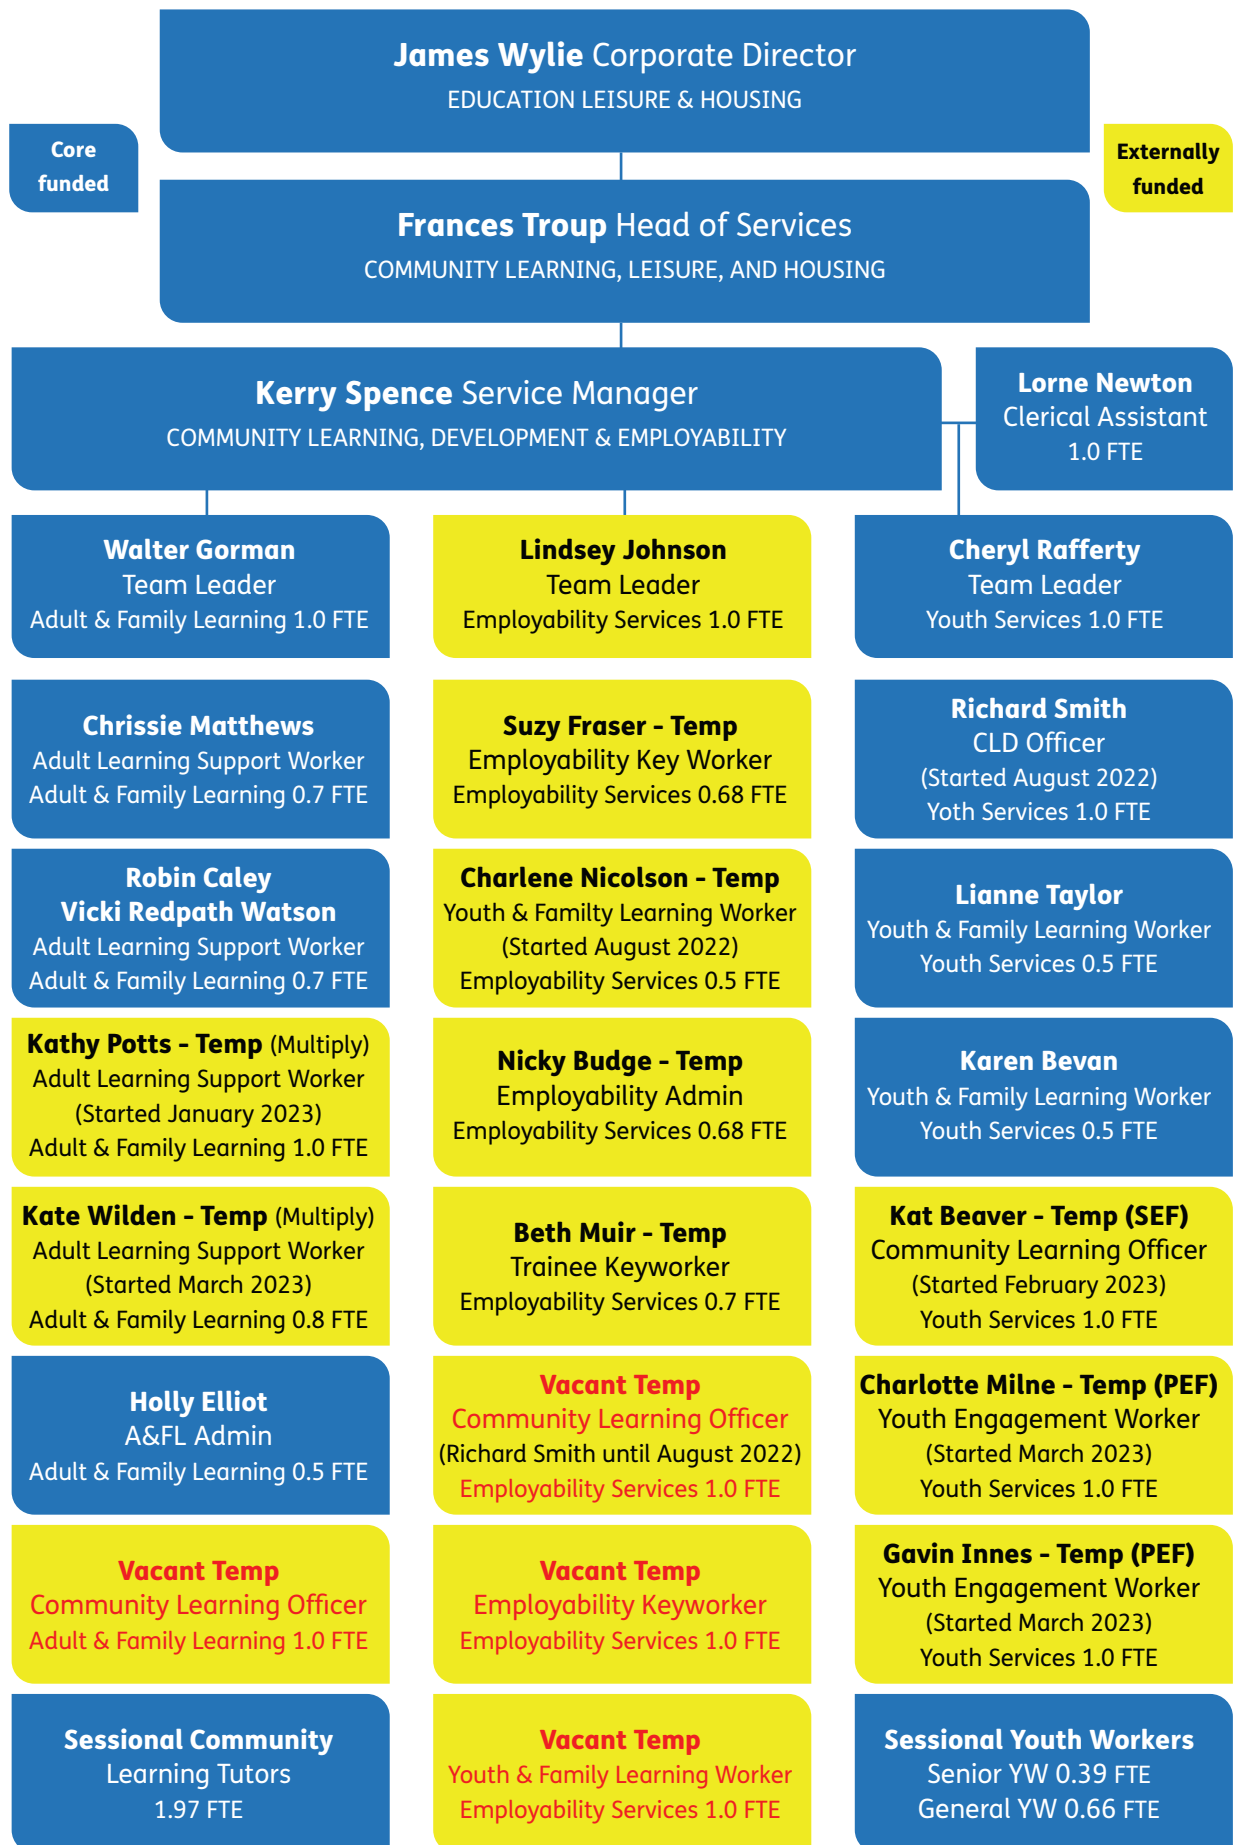 James Wylie Corporate Director
EDUCATION LEISURE & HOUSING
Core
funded
Externally
funded
Frances Troup Head of Services
COMMUNITY LEARNING, LEISURE, AND HOUSING
Kerry Spence Service Manager
COMMUNITY LEARNING, DEVELOPMENT & EMPLOYABILITY
Lorne Newton
Clerical Assistant
1.0 FTE
Walter Gorman
Team Leader
Adult & Family Learning 1.0 FTE
Chrissie Matthews
Adult Learning Support Worker
Adult & Family Learning 0.7 FTE
Robin Caley
Vicki Redpath Watson
Adult Learning Support Worker
Adult & Family Learning 0.7 FTE
Kathy Potts - Temp (Multiply)
Adult Learning Support Worker
(Started January 2023)
Adult & Family Learning 1.0 FTE
Kate Wilden - Temp (Multiply)
Adult Learning Support Worker
(Started March 2023)
Adult & Family Learning 0.8 FTE
Holly Elliot
A&FL Admin
Adult & Family Learning 0.5 FTE
Vacant Temp
Community Learning Officer
Adult & Family Learning 1.0 FTE
Sessional Community
Learning Tutors
1.97 FTE
Lindsey Johnson
Team Leader
Employability Services 1.0 FTE
Suzy Fraser - Temp
Employability Key Worker
Employability Services 0.68 FTE
Charlene Nicolson - Temp
Youth & Familty Learning Worker
(Started August 2022)
Employability Services 0.5 FTE
Nicky Budge - Temp
Employability Admin
Employability Services 0.68 FTE
Beth Muir - Temp
Trainee Keyworker
Employability Services 0.7 FTE
Vacant Temp
Community Learning Officer
(Richard Smith until August 2022)
Employability Services 1.0 FTE
Vacant Temp
Employability Keyworker
Employability Services 1.0 FTE
Vacant Temp
Youth & Family Learning Worker
Employability Services 1.0 FTE
Cheryl Rafferty
Team Leader
Youth Services 1.0 FTE
Richard Smith
CLD Officer
(Started August 2022)
Yoth Services 1.0 FTE
Lianne Taylor
Youth & Family Learning Worker
Youth Services 0.5 FTE
Karen Bevan
Youth & Family Learning Worker
Youth Services 0.5 FTE
Kat Beaver - Temp (SEF)
Community Learning Officer
(Started February 2023)
Youth Services 1.0 FTE
Charlotte Milne - Temp (PEF)
Youth Engagement Worker
(Started March 2023)
Youth Services 1.0 FTE
Gavin Innes - Temp (PEF)
Youth Engagement Worker
(Started March 2023)
Youth Services 1.0 FTE
Sessional Youth Workers
Senior YW 0.39 FTE
General YW 0.66 FTE